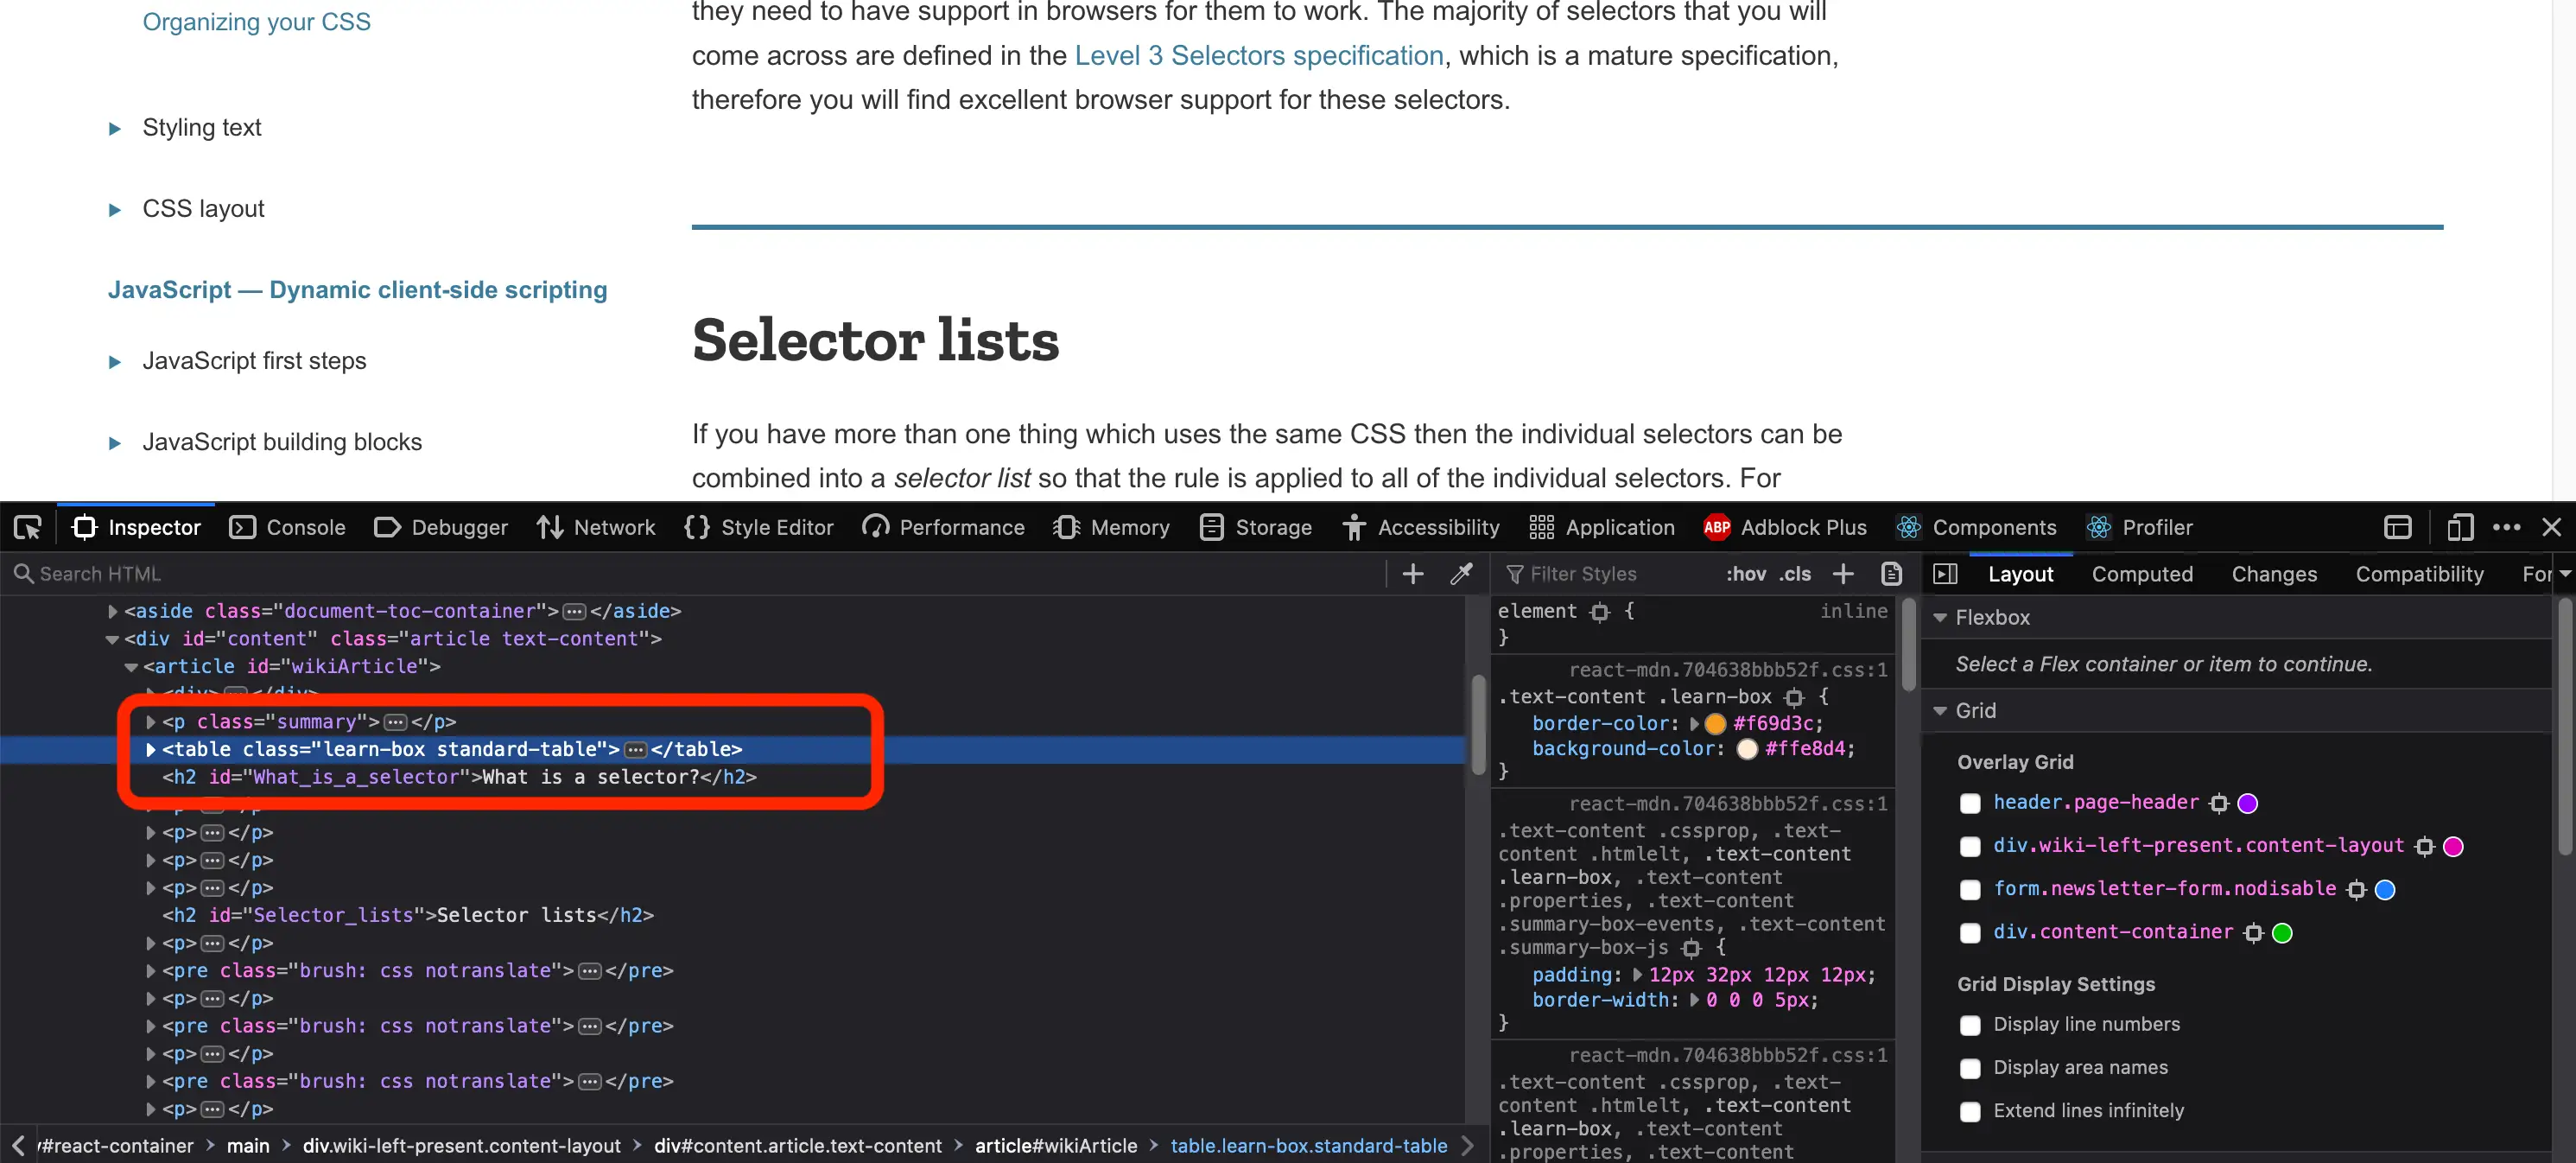 Organizing your CSS
Styling text
CSS layout
JavaScript — Dynamic client-side scripting
JavaScript first steps
JavaScript building blocks
they need to have support in browsers for them to work. The majority of selectors that you will
come across are defined in the Level 3 Selectors specification, which is a mature specification,
therefore you will find excellent browser support for these selectors.
Selector lists
If you have more than one thing which uses the same CSS then the individual selectors can be
combined into a selector list so that the rule is applied to all of the individual selectors. For
Inspector Console Debugger Network Style Editor Performance Memory Storage Accessibility Application ABP Adblock Plus Components Profiler
Search HTML
<aside class="document-toc-container"></aside>
<div id="content" class="article text-content">
<article id="wikiArticle">
<div></div>
<p class="summary"></p>
<table class="learn-box standard-table"></table>
<h2 id="What_is_a_selector">What is a selector?</h2>
<p></p>
<p></p>
<p></p>
<p></p>
<h2 id="Selector_lists">Selector lists</h2>
<p></p>
<pre class="brush: css notranslate"></pre>
<p></p>
<pre class="brush: css notranslate"></pre>
<p></p>
<pre class="brush: css notranslate"></pre>
<p></p>
#react-container > main > div.wiki-left-present.content-layout > div#content.article.text-content > article#wikiArticle > table.learn-box.standard-table
Filter Styles :hov .cls
element { inline
}
react-mdn.704638bbb52f.css:1
.text-content .learn-box {
border-color: #f69d3c;
background-color: #ffe8d4;
}
react-mdn.704638bbb52f.css:1
.text-content .cssprop, .text-
content .htmlelt, .text-content
.learn-box, .text-content
.properties, .text-content
.summary-box-events, .text-content
.summary-box-js {
padding: 12px 32px 12px 12px;
border-width: 0 0 0 5px;
}
react-mdn.704638bbb52f.css:1
.text-content .cssprop, .text-
content .htmlelt, .text-content
.learn-box, .text-content
.properties, .text-content
Layout Computed Changes Compatibility For
Flexbox
Select a Flex container or item to continue.
Grid
Overlay Grid
header.page-header
div.wiki-left-present.content-layout
form.newsletter-form.nodisable
div.content-container
Grid Display Settings
Display line numbers
Display area names
Extend lines infinitely